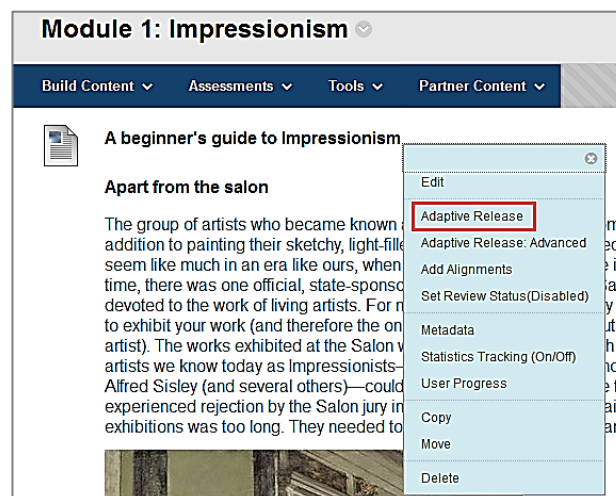 Module 1: Impressionism
Build Content
Assessments
Tools
Partner Content
A beginner's guide to Impressionism
Apart from the salon
The group of artists who became known
addition to painting their sketchy,
seem like much in an era like ours, when
time, there was one official,
devoted to the work of living artists. For
to exhibit your work (and therefore the
artist). The works exhibited at the Salon
artists we know today as Impressionists—
Alfred Sisley (and several others)—could
experienced rejection by the Salon jury in
exhibitions was too long. They needed to
Edit
Adaptive Release
Adaptive Release: Advanced
Add Alignments
Set Review Status(Disabled)
Metadata
Statistics Tracking (On/Off)
User Progress
Copy
Move
Delete